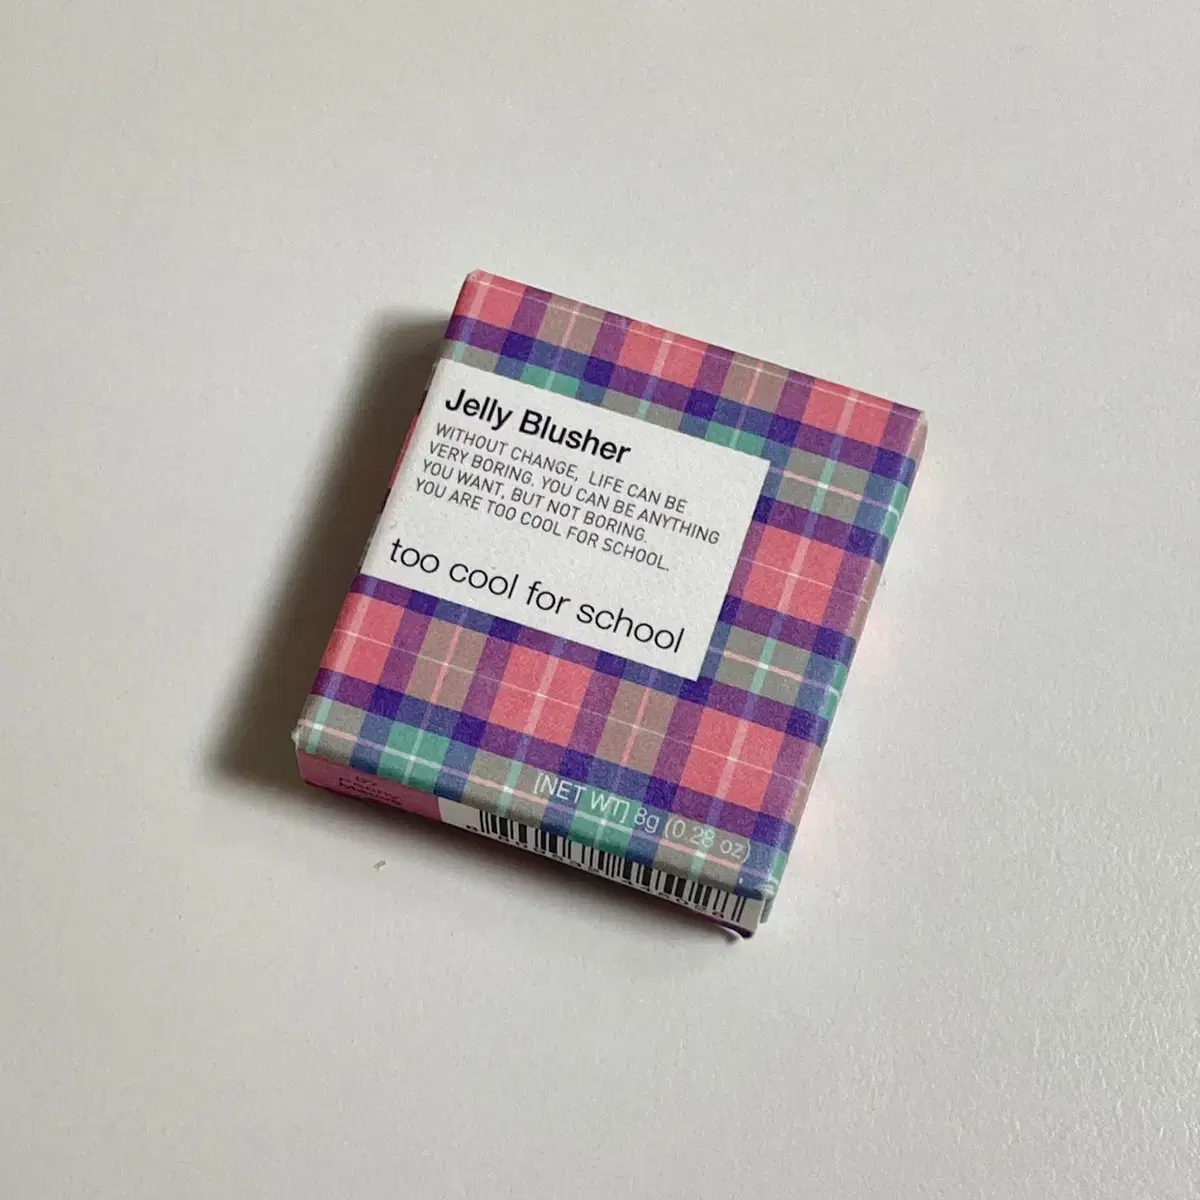 Jelly Blusher
WITHOUT CHANGE, LIFE CAN BE
VERY BORING. YOU CAN BE ANYTHING
YOU WANT, BUT NOT BORING.
YOU ARE TOO COOL FOR SCHOOL.
too cool for school
[NET WT] 8g (0.28 oz)
07